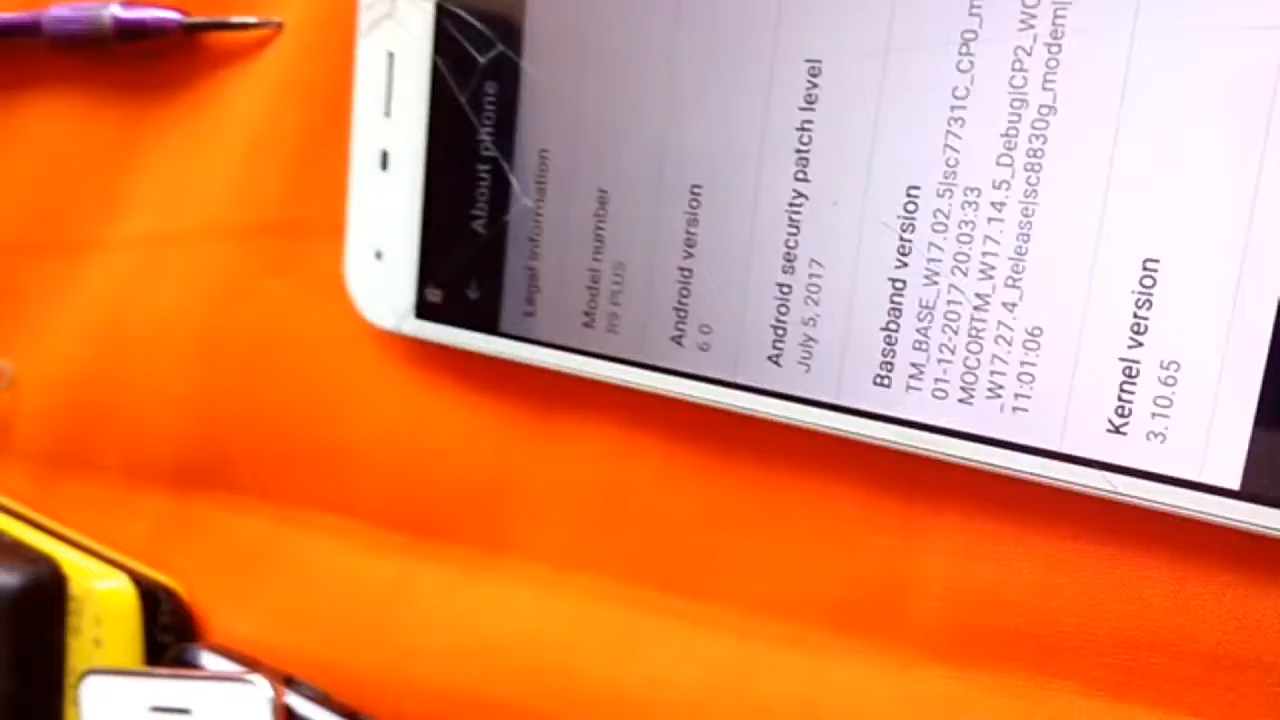 About phone
Legal information
Model number
R9 PLUS
Android version
6.0
Android security patch level
July 5, 2017
Baseband version
TM_BASE_W17.02.5|sc7731C_CP0_m
01-12-2017 20:03:33
MOCORTM_W17.14.5_Debug|CP2_WC
_W17.27.4_Release|sc8830g_modem|
11:01:06
Kernel version
3.10.65